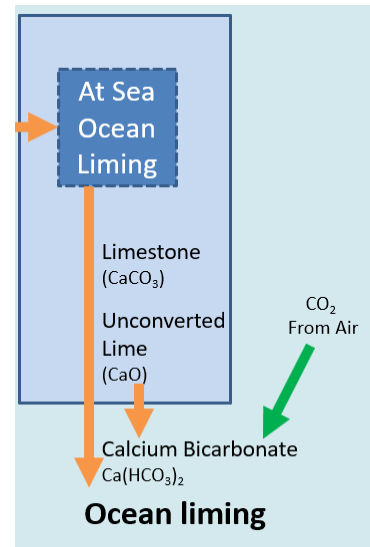 At Sea
Ocean
Liming
Limestone
(CaCO₃)
Unconverted
Lime
(CaO)
CO₂
From Air
Calcium Bicarbonate
Ca(HCO₃)₂
Ocean liming